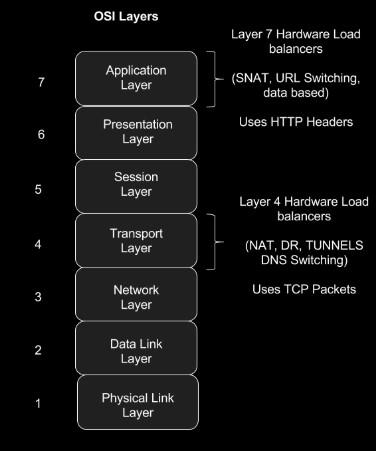 OSI Layers
Layer 7 Hardware Load
balancers
(SNAT, URL Switching,
data based)
Uses HTTP Headers
7
Application
Layer
6
Presentation
Layer
5
Session
Layer
Layer 4 Hardware Load
balancers
(NAT, DR, TUNNELS
DNS Switching)
Uses TCP Packets
4
Transport
Layer
3
Network
Layer
2
Data Link
Layer
1
Physical Link
Layer